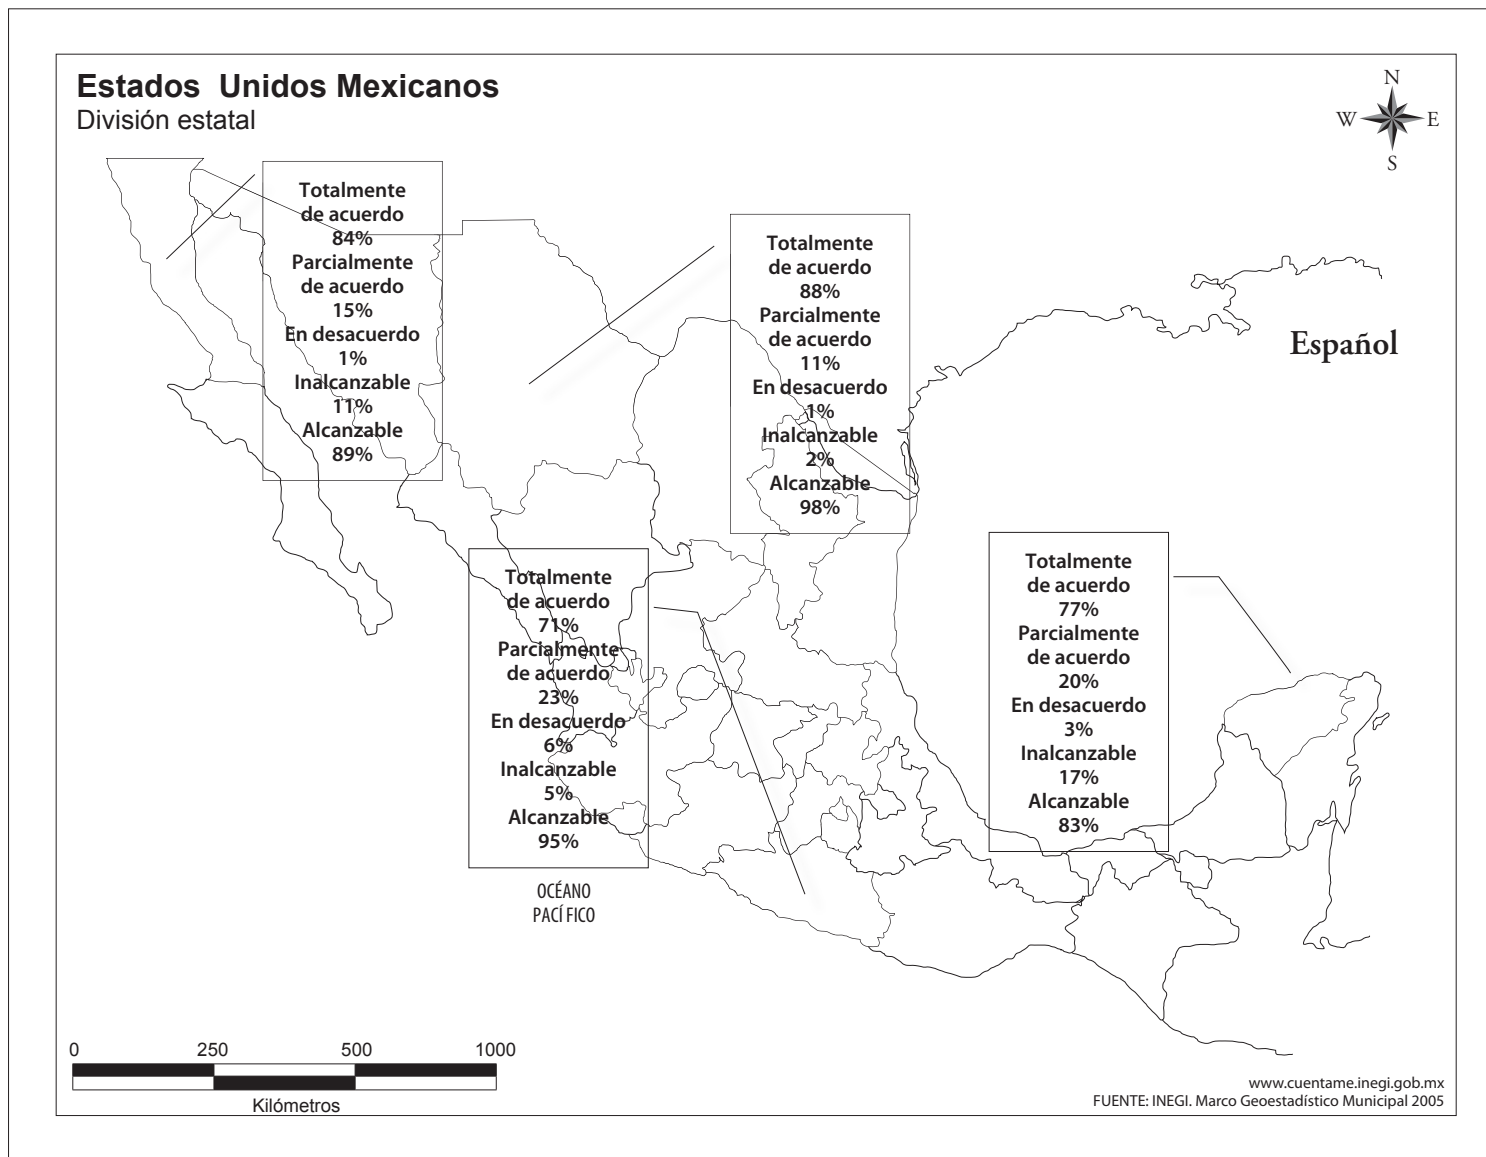 Estados Unidos Mexicanos
División estatal
N
W
E
S
Totalmente
de acuerdo
84%
Parcialmente
de acuerdo
15%
En desacuerdo
1%
Inalcanzable
11%
Alcanzable
89%
Totalmente
de acuerdo
88%
Parcialmente
de acuerdo
11%
En desacuerdo
1%
Inalcanzable
2%
Alcanzable
98%
Español
Totalmente
de acuerdo
71%
Parcialmente
de acuerdo
23%
En desacuerdo
6%
Inalcanzable
5%
Alcanzable
95%
Totalmente
de acuerdo
77%
Parcialmente
de acuerdo
20%
En desacuerdo
3%
Inalcanzable
17%
Alcanzable
83%
OCÉANO
PACÍ FICO
0 250 500 1000
Kilómetros
www.cuentame.inegi.gob.mx
FUENTE: INEGI. Marco Geoestadístico Municipal 2005